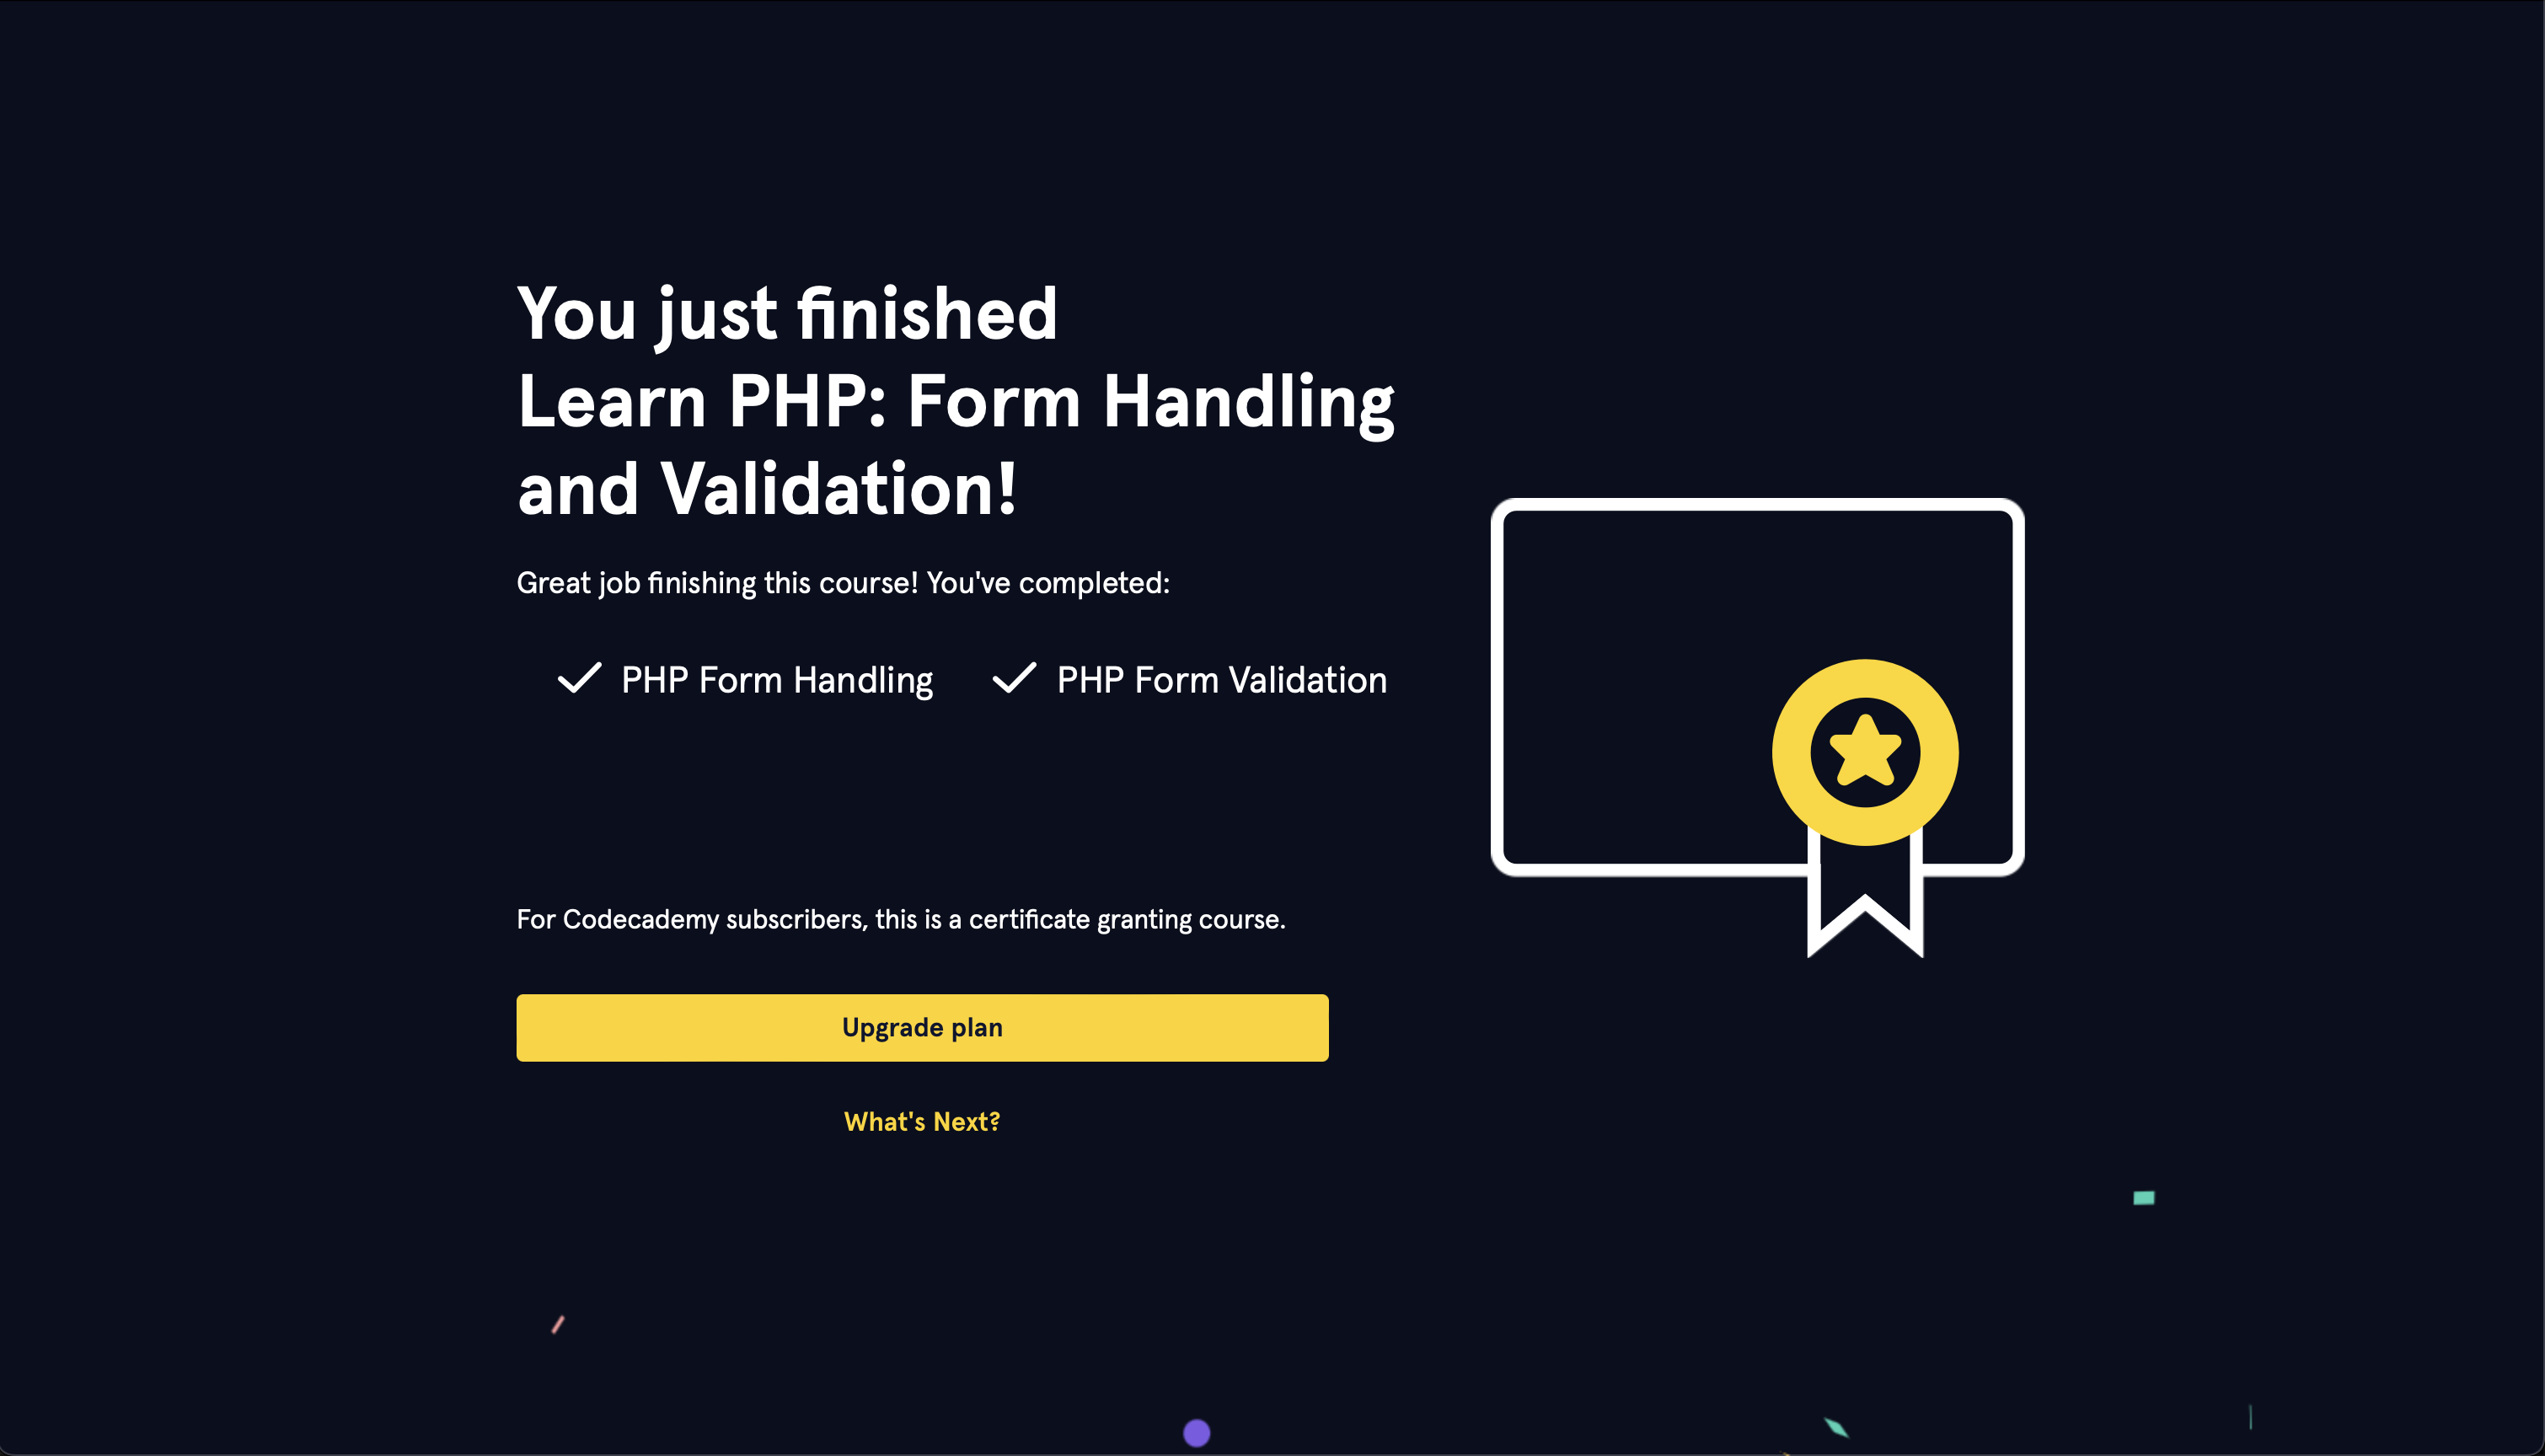 You just finished
Learn PHP: Form Handling
and Validation!
Great job finishing this course! You've completed:
PHP Form Handling PHP Form Validation
For Codecademy subscribers, this is a certificate granting course.
Upgrade plan
What's Next?